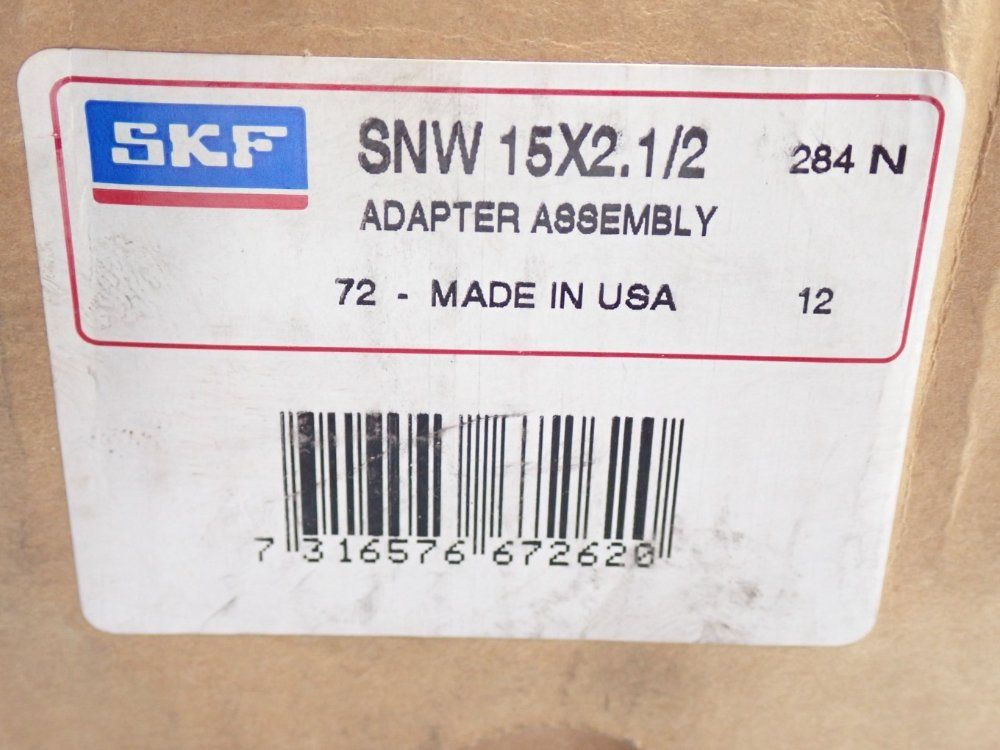 SKF SNW 15X2.1/2 284 N
ADAPTER ASSEMBLY
72 - MADE IN USA 12
7 316576 672620